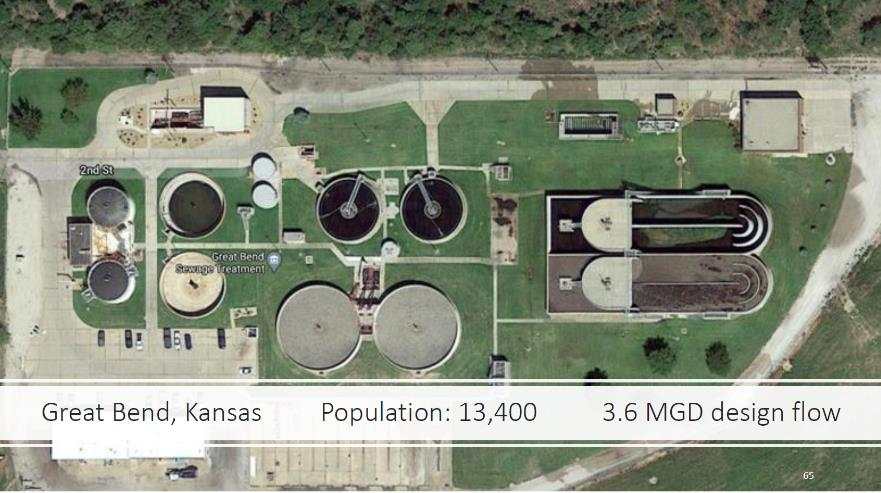 2nd St
Great Bend
Sewage Treatment
Great Bend, Kansas Population: 13,400 3.6 MGD design flow
65